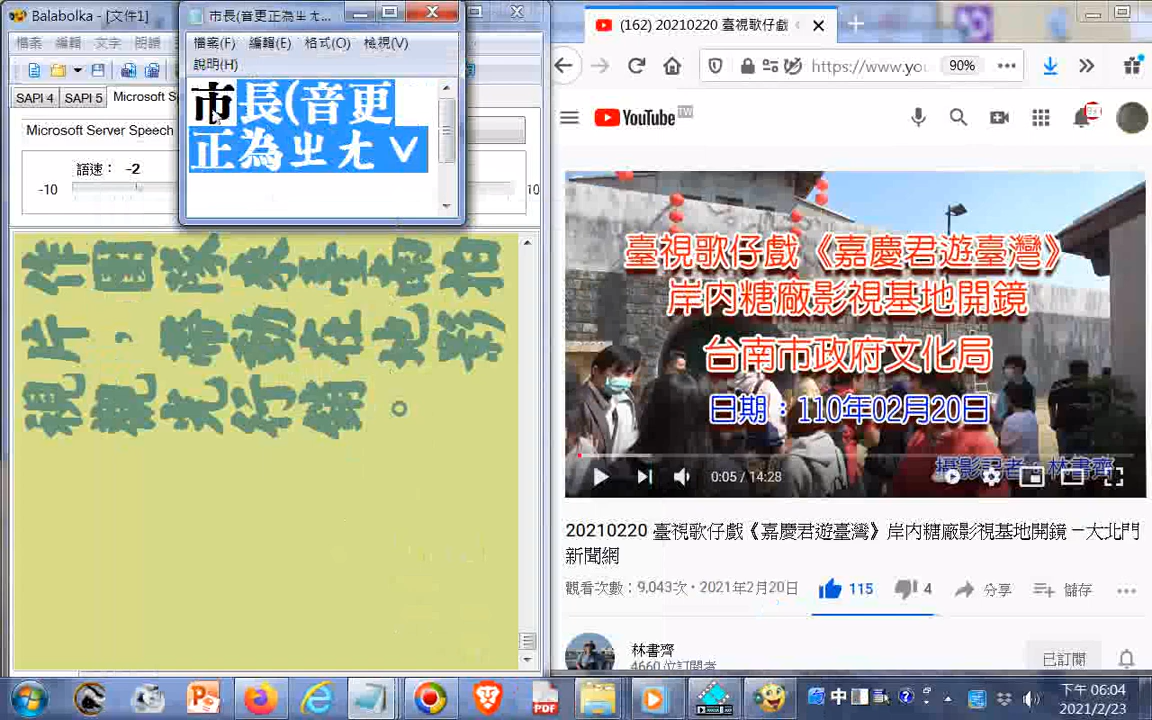 Balabolka - [文件1]
檔案 編輯 文字 朗讀
SAPI 4 SAPI 5 Microsoft S
Microsoft Server Speech
語速： -2
-10 10
市長(音更正為ㄓㄤ...
檔案(F) 編輯(E) 格式(O) 檢視(V)
說明(H)
市長(音更
正為ㄓㄤˇ
作團隊來臺南拍
片，帶動在地影
視觀光行銷。
(162) 20210220 臺視歌仔戲
https://www.you
90%
YouTube TW
臺視歌仔戲《嘉慶君遊臺灣》
岸内糖廠影視基地開鏡
台南市政府文化局
日期：110年02月20日
攝影記者：林書齊
0:05 / 14:28
20210220 臺視歌仔戲《嘉慶君遊臺灣》岸內糖廠影視基地開鏡 －大北門
新聞網
觀看次數：9,043次・2021年2月20日
115 4 分享 儲存
林書齊
4660 位訂閱者
已訂閱
PDF
中
下午 06:04
2021/2/23